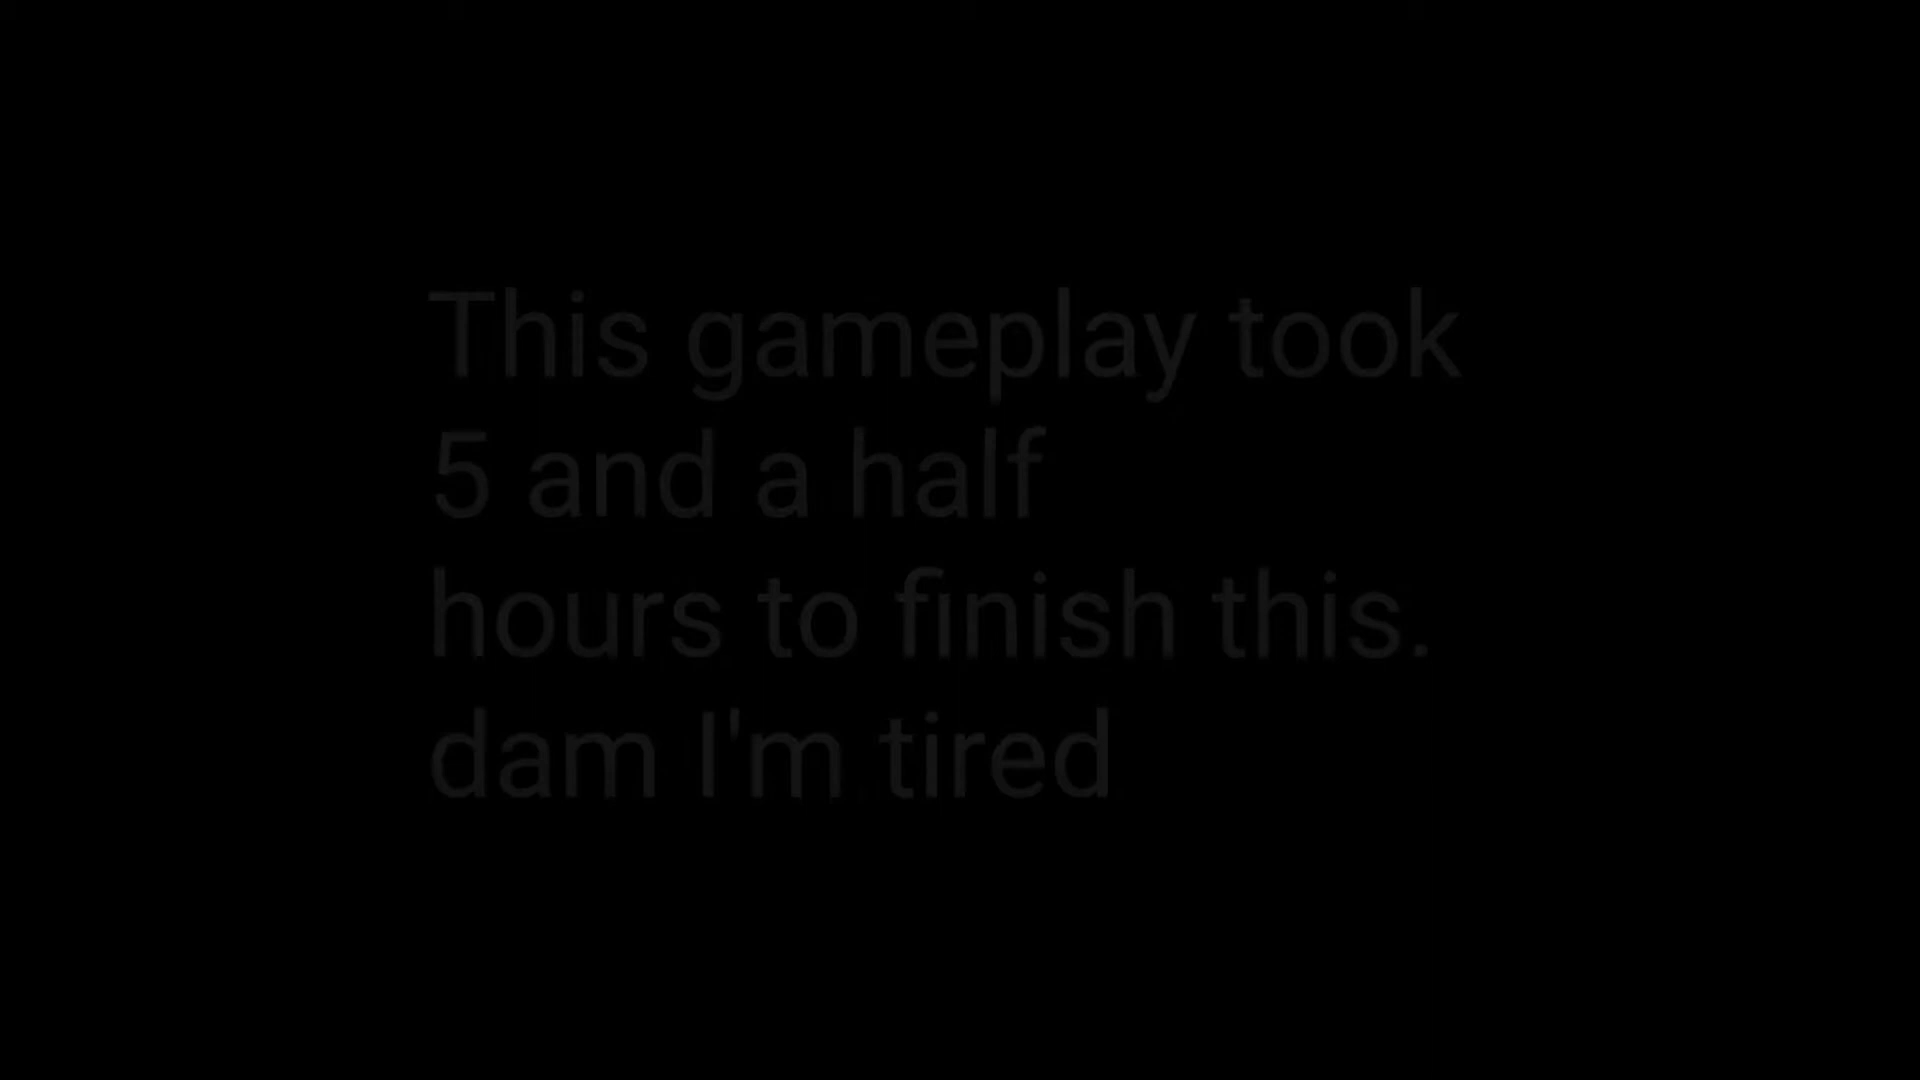 This gameplay took
5 and a half
hours to finish this.
dam I'm tired